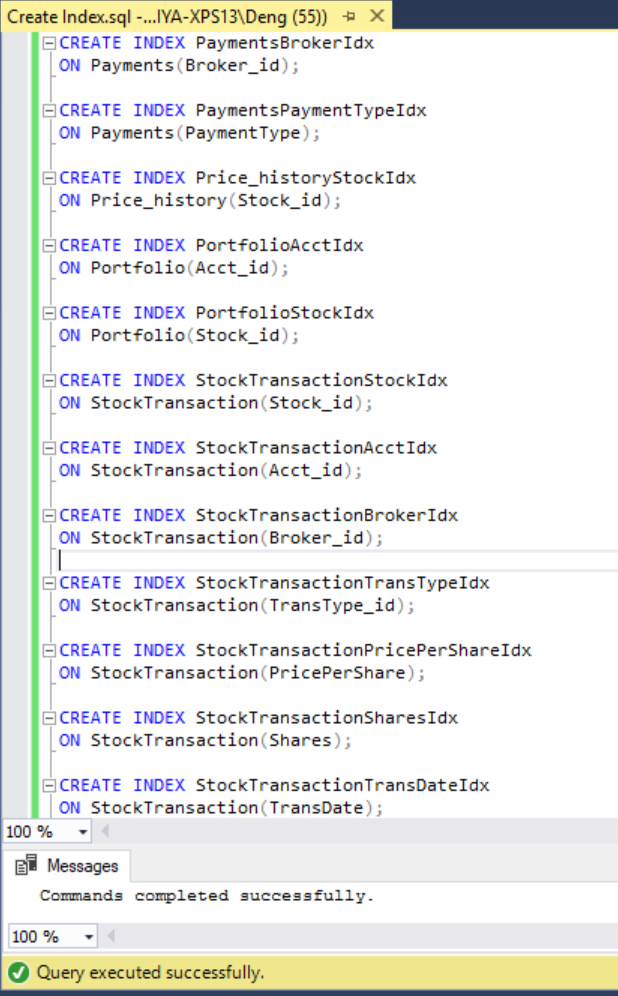 Create Index.sql -...IYA-XPS13\Deng (55))
CREATE INDEX PaymentsBrokerIdx
ON Payments(Broker_id);
CREATE INDEX PaymentsPaymentTypeIdx
ON Payments(PaymentType);
CREATE INDEX Price_historyStockIdx
ON Price_history(Stock_id);
CREATE INDEX PortfolioAcctIdx
ON Portfolio(Acct_id);
CREATE INDEX PortfolioStockIdx
ON Portfolio(Stock_id);
CREATE INDEX StockTransactionStockIdx
ON StockTransaction(Stock_id);
CREATE INDEX StockTransactionAcctIdx
ON StockTransaction(Acct_id);
CREATE INDEX StockTransactionBrokerIdx
ON StockTransaction(Broker_id);
CREATE INDEX StockTransactionTransTypeIdx
ON StockTransaction(TransType_id);
CREATE INDEX StockTransactionPricePerShareIdx
ON StockTransaction(PricePerShare);
CREATE INDEX StockTransactionSharesIdx
ON StockTransaction(Shares);
CREATE INDEX StockTransactionTransDateIdx
ON StockTransaction(TransDate);
100 %
Messages
Commands completed successfully.
100 %
Query executed successfully.